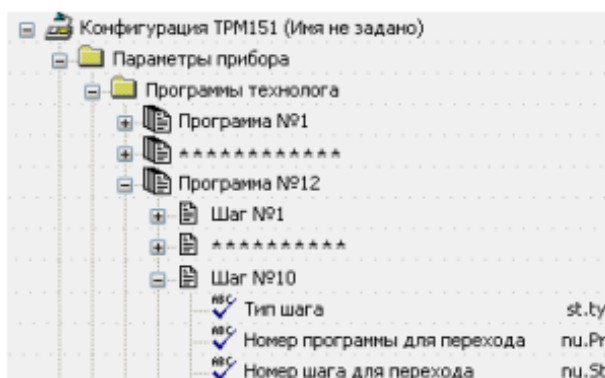 Конфигурация ТРМ151 (Имя не задано)
Параметры прибора
Программы технолога
Программа №1
* * * * * * * * * * *
Программа №12
Шаг №1
* * * * * * * * * *
Шаг №10
Тип шага st.ty
Номер программы для перехода nu.Pr
Номер шага для перехода nu.St